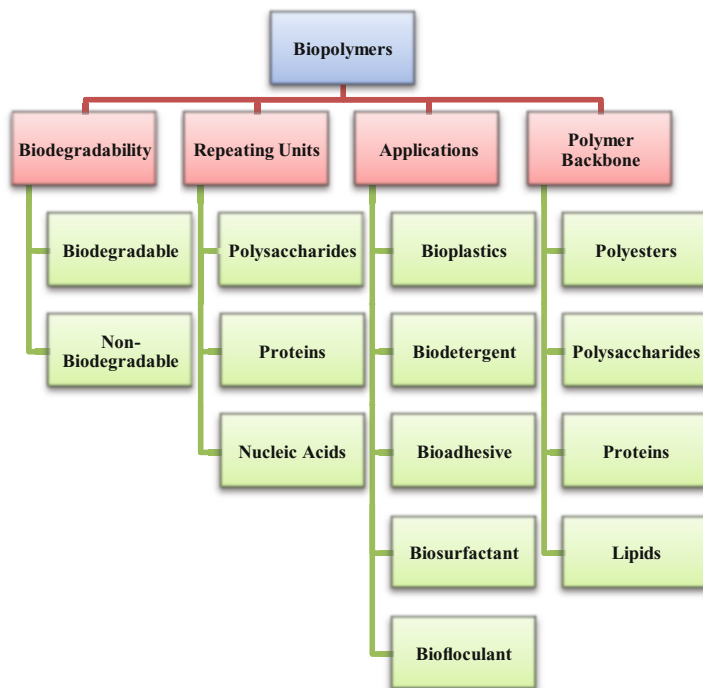 Biopolymers
Biodegradability
Repeating Units
Applications
Polymer
Backbone
Biodegradable
Non-
Biodegradable
Polysaccharides
Proteins
Nucleic Acids
Bioplastics
Biodetergent
Bioadhesive
Biosurfactant
Biofloculant
Polyesters
Polysaccharides
Proteins
Lipids